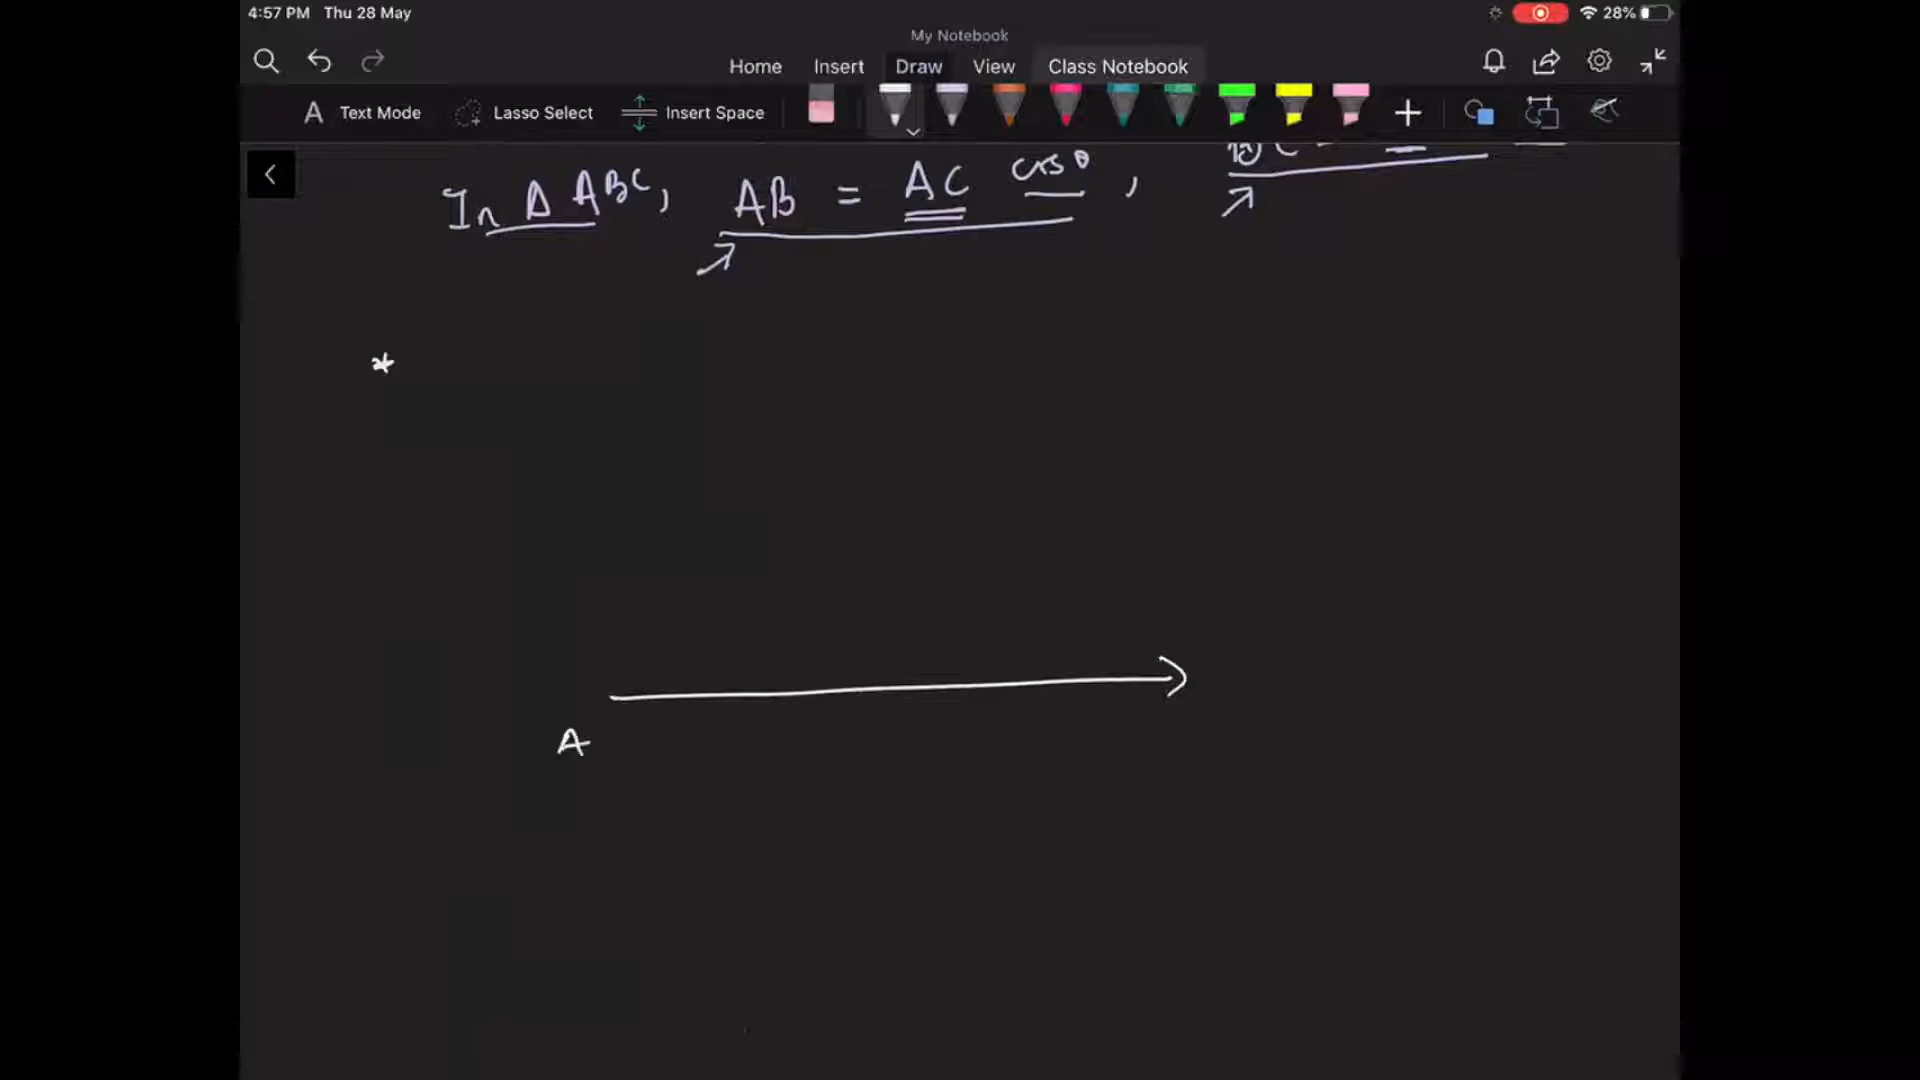 4:57 PM Thu 28 May 28%
My Notebook
Home Insert Draw View Class Notebook
A Text Mode Lasso Select Insert Space
In Δ ABC, AB = AC cos θ ,
*
A